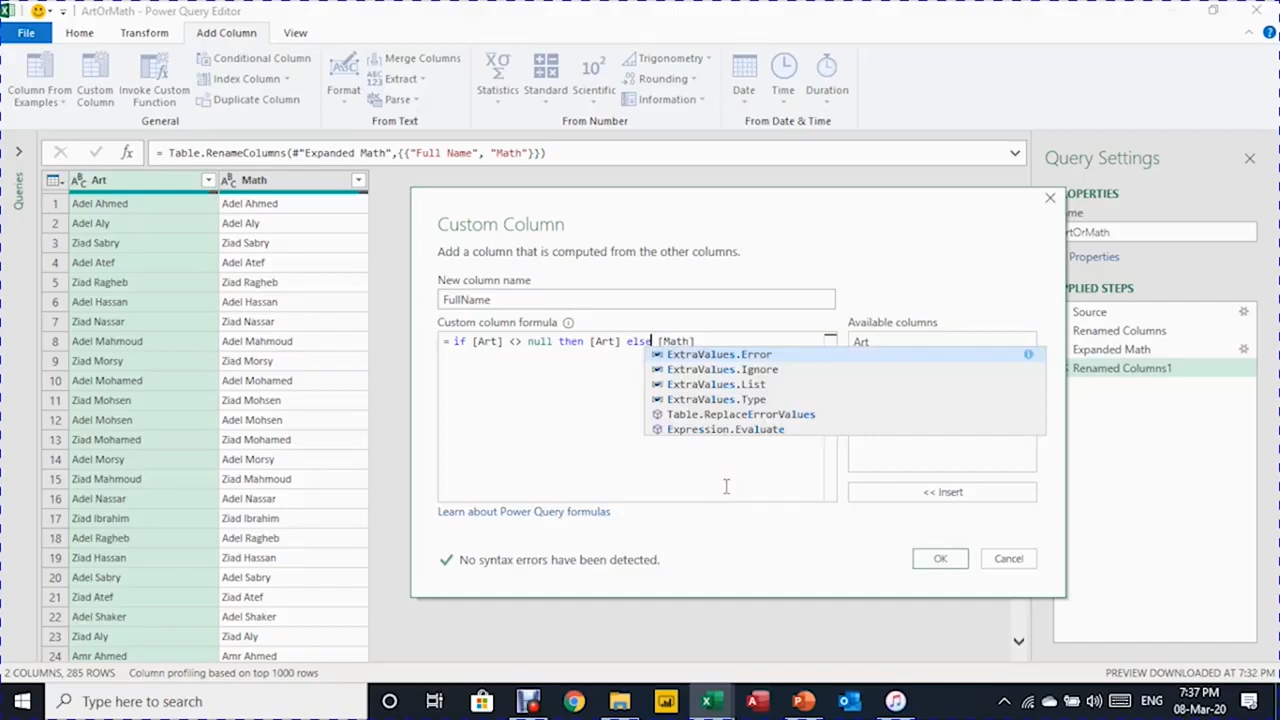 ArtOrMath - Power Query Editor
File Home Transform Add Column View
Column From Examples
Custom Column
Invoke Custom Function
Conditional Column
Index Column
Duplicate Column
General
Format
Merge Columns
Extract
Parse
From Text
Statistics
Standard
Scientific
Trigonometry
Rounding
Information
From Number
Date
Time
Duration
From Date & Time
= Table.RenameColumns(#"Expanded Math",{{"Full Name", "Math"}})
Queries
Art Math
1 Adel Ahmed Adel Ahmed
2 Adel Aly Adel Aly
3 Ziad Sabry Ziad Sabry
4 Adel Atef Adel Atef
5 Ziad Ragheb Ziad Ragheb
6 Adel Hassan Adel Hassan
7 Ziad Nassar Ziad Nassar
8 Adel Mahmoud Adel Mahmoud
9 Ziad Morsy Ziad Morsy
10 Adel Mohamed Adel Mohamed
11 Ziad Mohsen Ziad Mohsen
12 Adel Mohsen Adel Mohsen
13 Ziad Mohamed Ziad Mohamed
14 Adel Morsy Adel Morsy
15 Ziad Mahmoud Ziad Mahmoud
16 Adel Nassar Adel Nassar
17 Ziad Ibrahim Ziad Ibrahim
18 Adel Ragheb Adel Ragheb
19 Ziad Hassan Ziad Hassan
20 Adel Sabry Adel Sabry
21 Ziad Atef Ziad Atef
22 Adel Shaker Adel Shaker
23 Ziad Aly Ziad Aly
24 Amr Ahmed Amr Ahmed
Custom Column
Add a column that is computed from the other columns.
New column name
FullName
Custom column formula
Available columns
= if [Art] <> null then [Art] else [Math]
Art
ExtraValues.Error
ExtraValues.Ignore
ExtraValues.List
ExtraValues.Type
Table.ReplaceErrorValues
Expression.Evaluate
<< Insert
Learn about Power Query formulas
No syntax errors have been detected.
OK Cancel
Query Settings
ROPERTIES
me
rtOrMath
Properties
PPLIED STEPS
Source
Renamed Columns
Expanded Math
Renamed Columns1
2 COLUMNS, 285 ROWS Column profiling based on top 1000 rows
PREVIEW DOWNLOADED AT 7:32 PM
Type here to search
ENG
7:37 PM
08-Mar-20